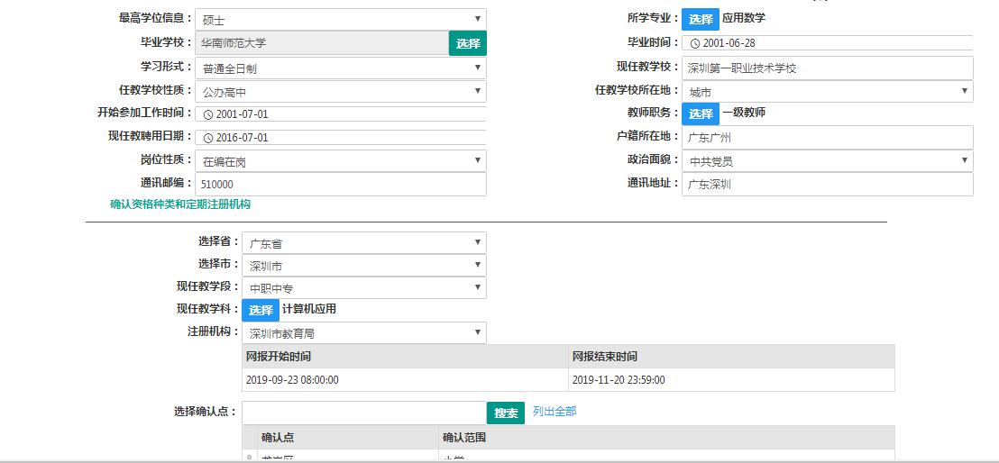 最高学位信息： 硕士 所学专业： 选择 应用数学
毕业学校： 华南师范大学 选择 毕业时间： 2001-06-28
学习形式： 普通全日制 现任教学校： 深圳第一职业技术学校
任教学校性质： 公办高中 任教学校所在地： 城市
开始参加工作时间： 2001-07-01 教师职务： 选择 一级教师
现任教聘用日期： 2016-07-01 户籍所在地： 广东广州
岗位性质： 在编在岗 政治面貌： 中共党员
通讯邮编： 510000 通讯地址： 广东深圳
确认资格种类和定期注册机构
选择省： 广东省
选择市： 深圳市
现任教学段： 中职中专
现任教学科： 选择 计算机应用
注册机构： 深圳市教育局
网报开始时间 网报结束时间
2019-09-23 08:00:00 2019-11-20 23:59:00
选择确认点： 搜索 列出全部
确认点 确认范围